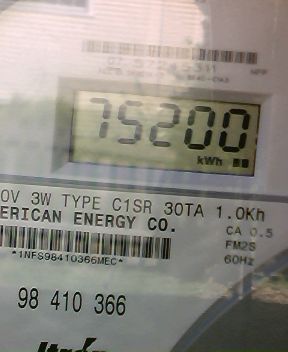 75200
kWh
0V 3W TYPE C1SR 30TA 1.0Kh
ERICAN ENERGY CO.
CA 0.5
FM2S
60Hz
*1NFS98410366MEC*
98 410 366
Itrón